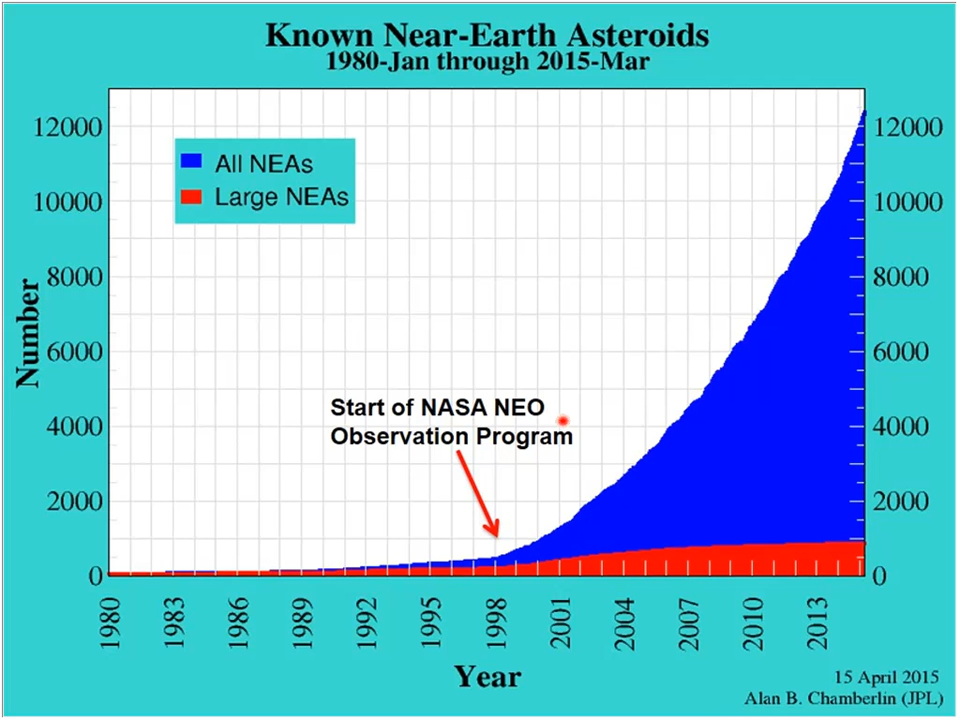 Known Near-Earth Asteroids
1980-Jan through 2015-Mar
12000
10000
8000
6000
4000
2000
0
Number
All NEAs
Large NEAs
Start of NASA NEO
Observation Program
12000
10000
8000
6000
4000
2000
0
1980
1983
1986
1989
1992
1995
1998
2001
2004
2007
2010
2013
Year
15 April 2015
Alan B. Chamberlin (JPL)